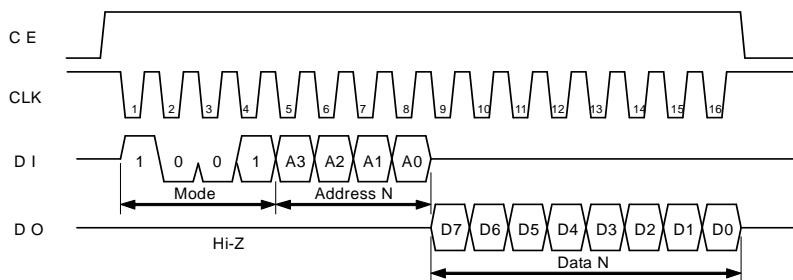 C E
CLK
1 2 3 4 5 6 7 8 9 10 11 12 13 14 15 16
D I
1 0 0 1 A3 A2 A1 A0
Mode Address N
D O
D7 D6 D5 D4 D3 D2 D1 D0
Hi-Z
Data N